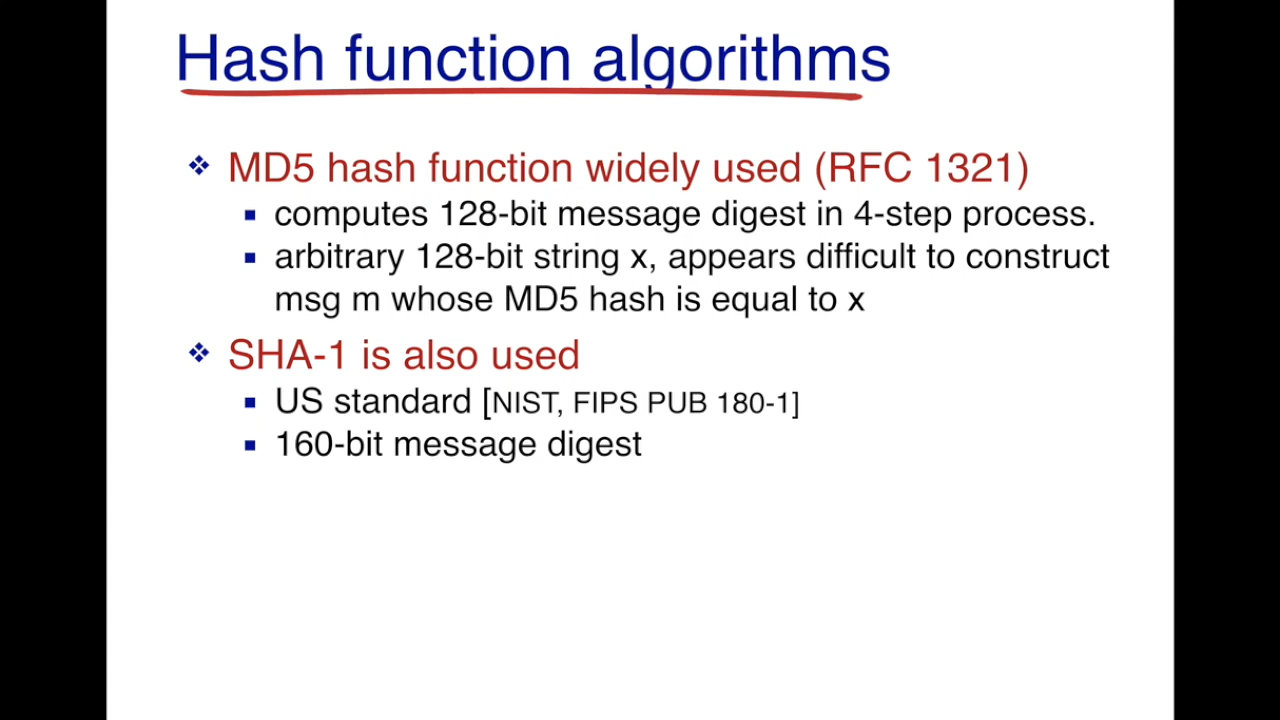 Hash function algorithms
MD5 hash function widely used (RFC 1321)
computes 128-bit message digest in 4-step process.
arbitrary 128-bit string x, appears difficult to construct
msg m whose MD5 hash is equal to x
SHA-1 is also used
US standard [NIST, FIPS PUB 180-1]
160-bit message digest